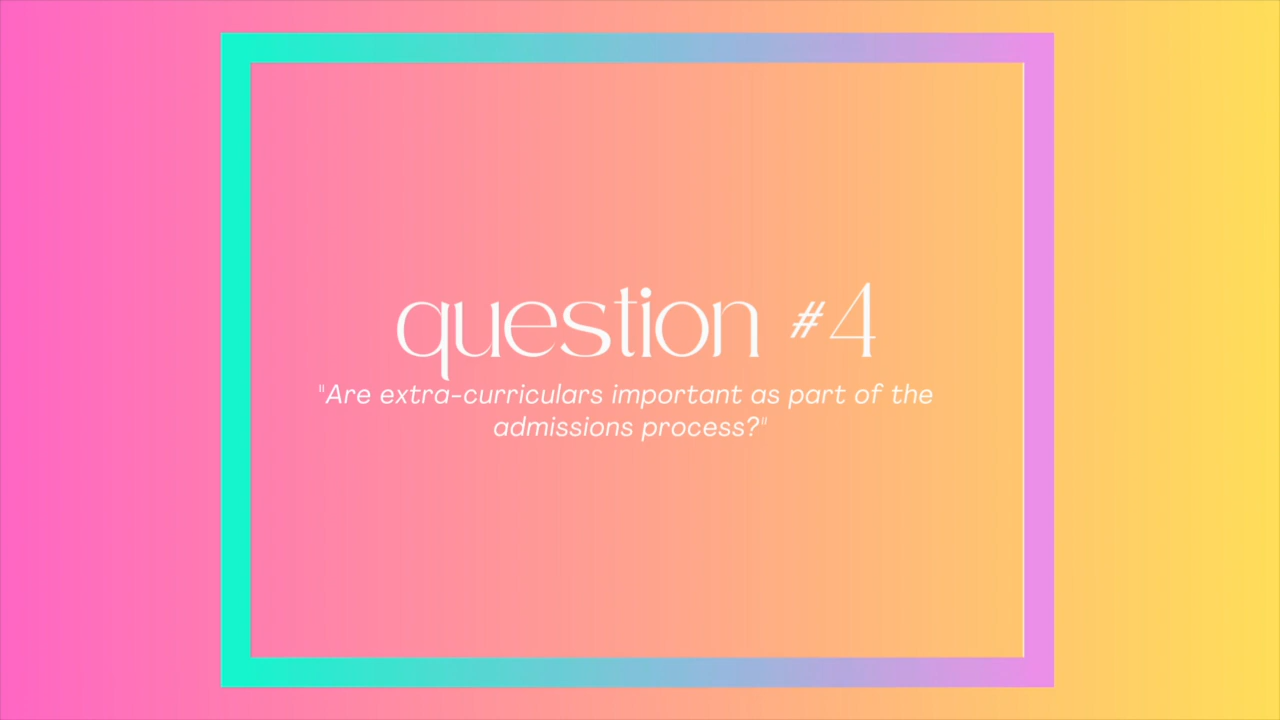 question #4
"Are extra-curriculars important as part of the
admissions process?"